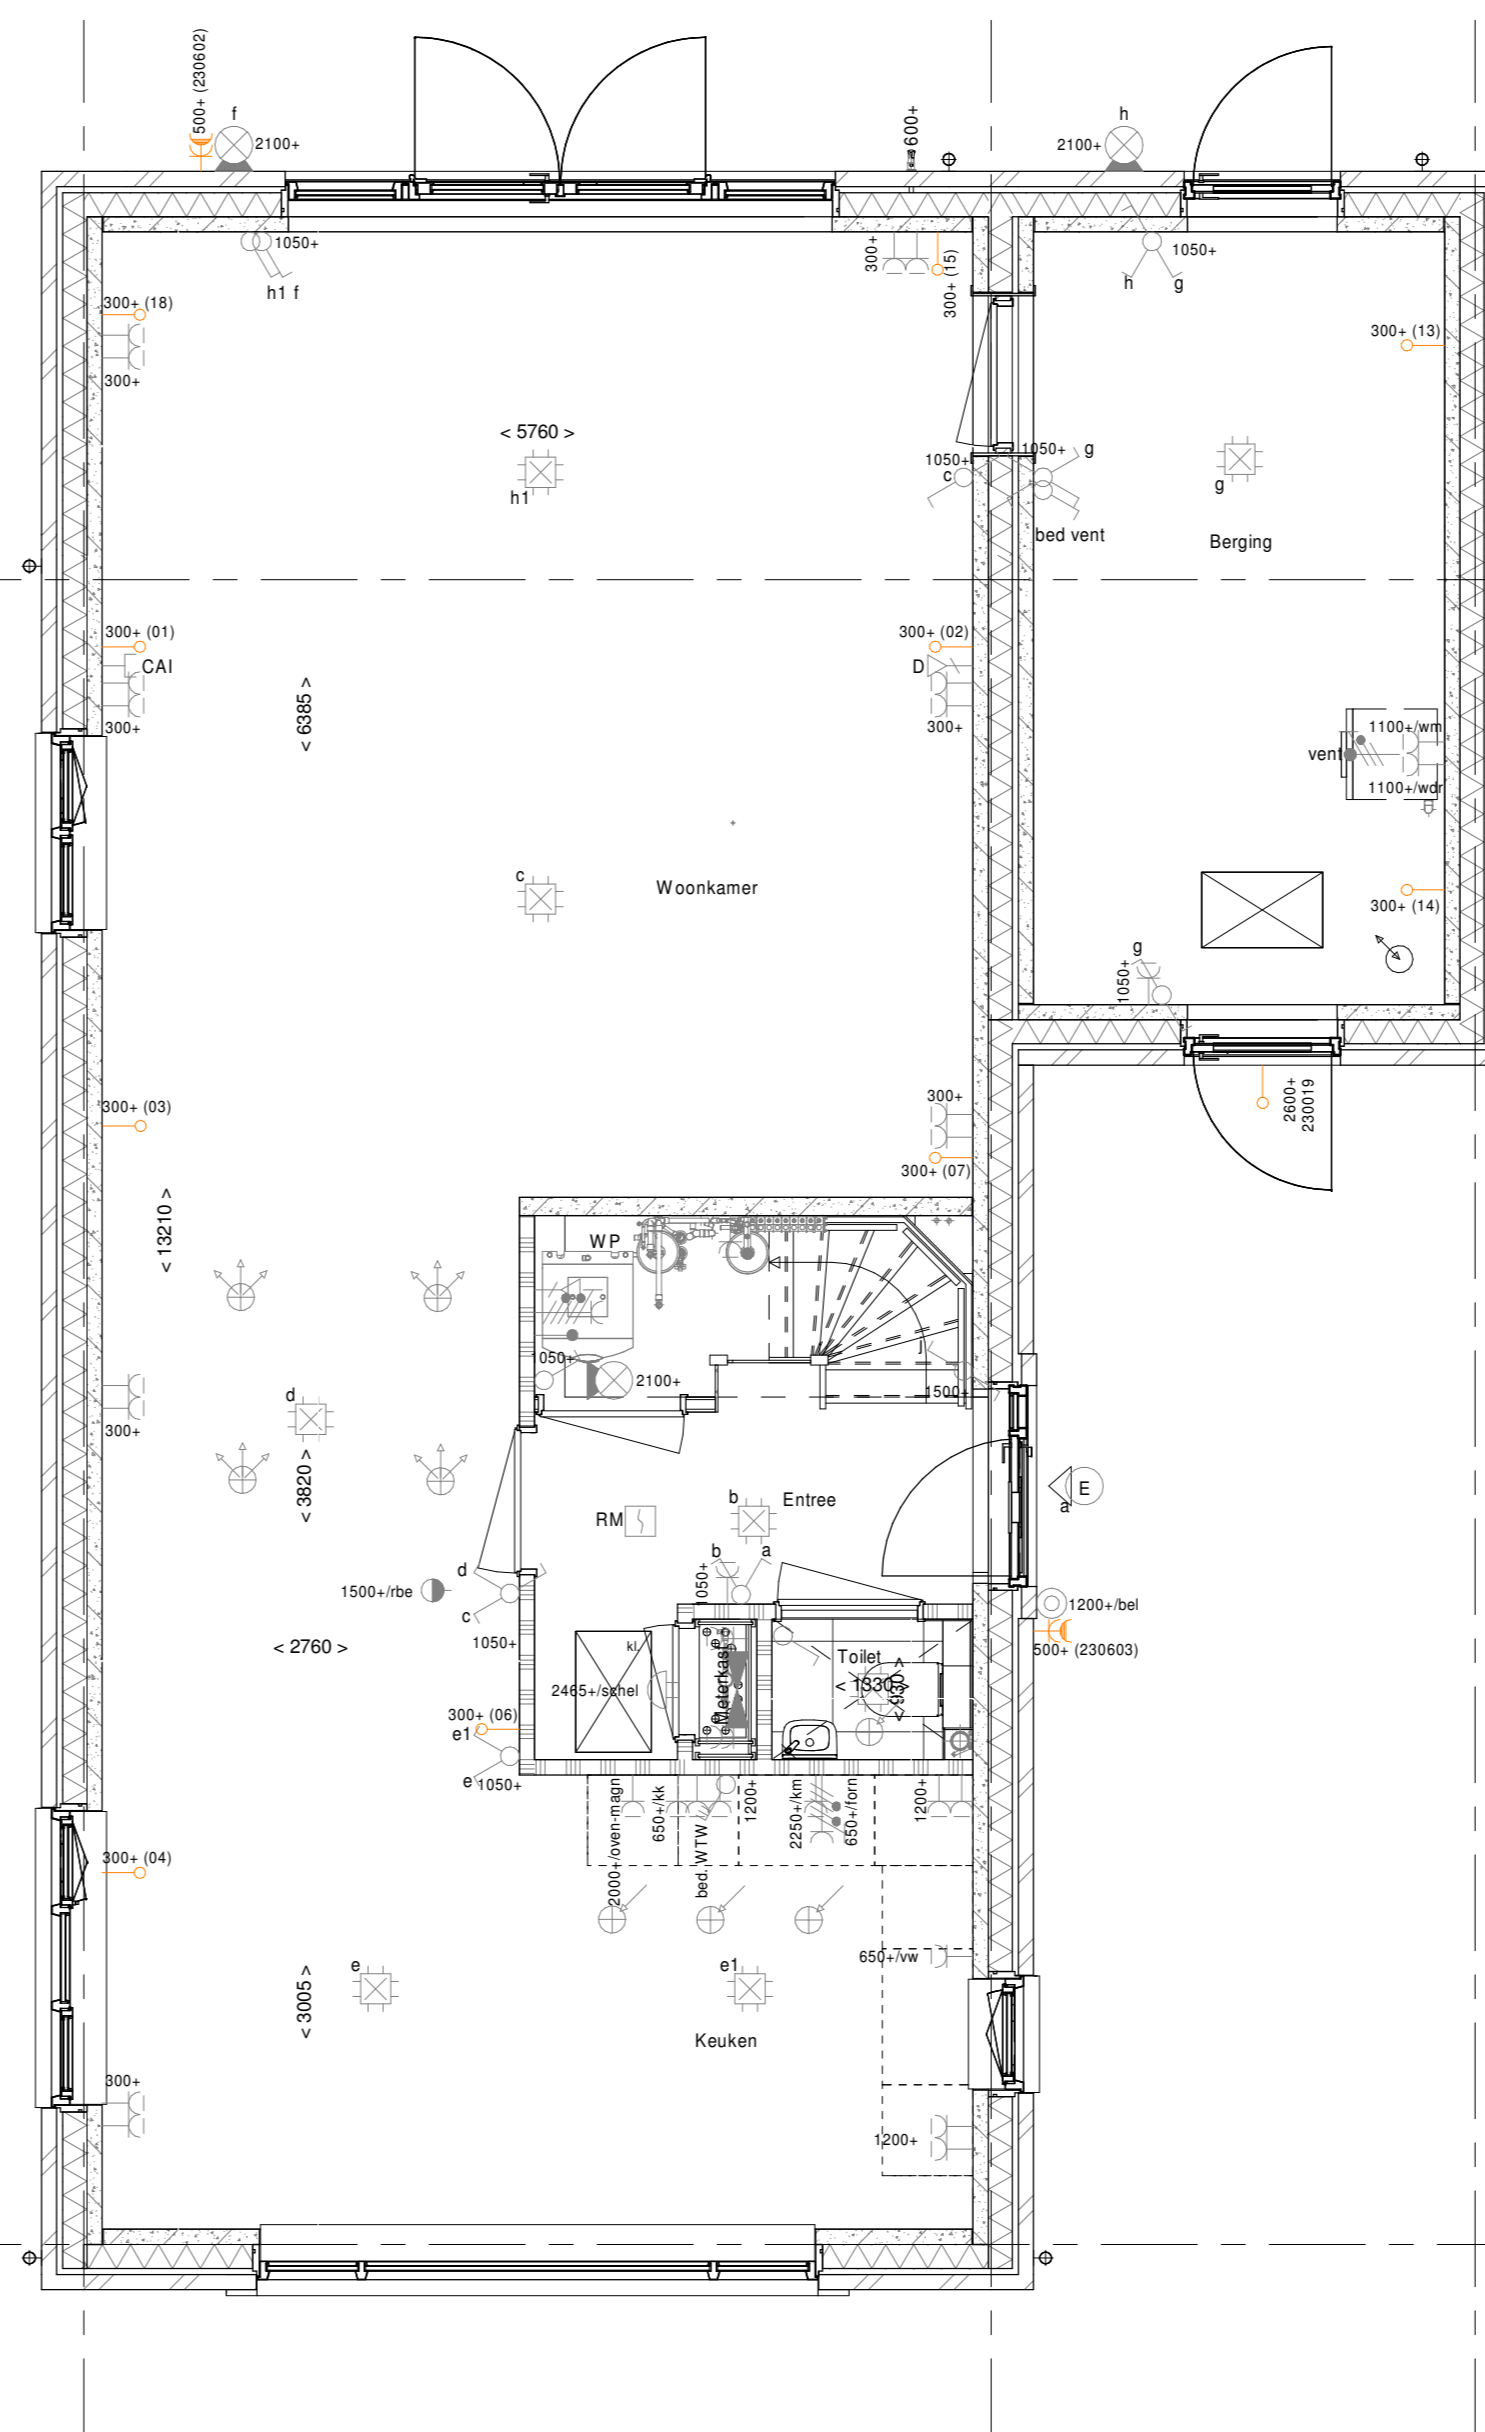 500+ (230602)
f
2100+
600+
h
2100+
1050+
h1 f
300+
300+ (15)
1050+
h
g
300+ (18)
300+
300+ (13)
< 5760 >
h1
1050+
c
1050+
g
bed vent
g
Berging
300+ (01)
CAI
300+
< 6385 >
300+ (02)
D
300+
1100+/wm
vent
1100+/wdr
c
Woonkamer
300+ (14)
g
1050+
300+ (03)
300+
300+ (07)
2600+
230019
< 13210 >
WP
1050+
2100+
j
1500+
d
300+
< 3820 >
RM
b
Entree
E
a
b
a
1050+
d
1500+/rbe
c
1050+
1200+/bel
500+ (230603)
< 2760 >
kl.
2465+/schel
Meterkast
Toilet
< 1330 >
< 930 >
300+ (06)
e1
e
1050+
2000+/oven-magn
650+/kk
bed. WTW
1200+
2250+/km
650+/forn
1200+
300+ (04)
650+/vw
e
e1
< 3005 >
Keuken
300+
1200+